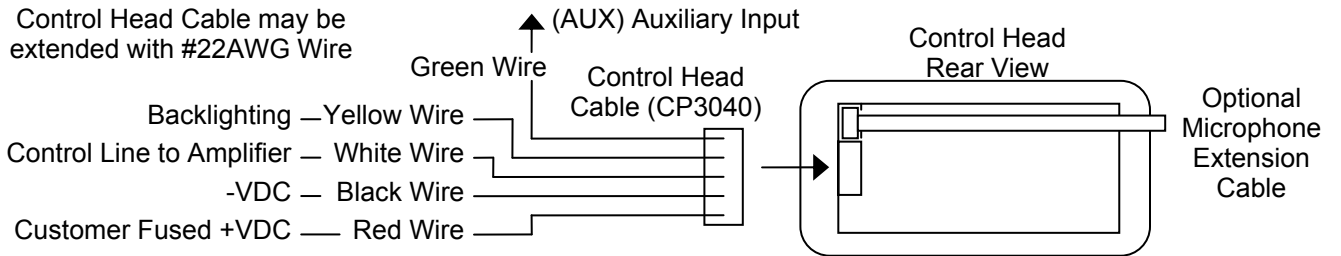 Control Head Cable may be
extended with #22AWG Wire
(AUX) Auxiliary Input
Green Wire
Control Head
Cable (CP3040)
Backlighting — Yellow Wire
Control Line to Amplifier — White Wire
-VDC — Black Wire
Customer Fused +VDC — Red Wire
Control Head
Rear View
Optional
Microphone
Extension
Cable